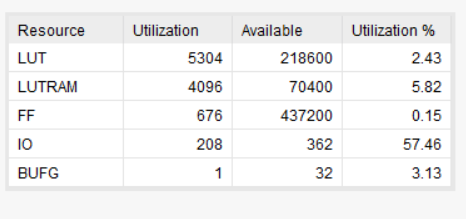 Resource Utilization Available Utilization %
LUT 5304 218600 2.43
LUTRAM 4096 70400 5.82
FF 676 437200 0.15
IO 208 362 57.46
BUFG 1 32 3.13